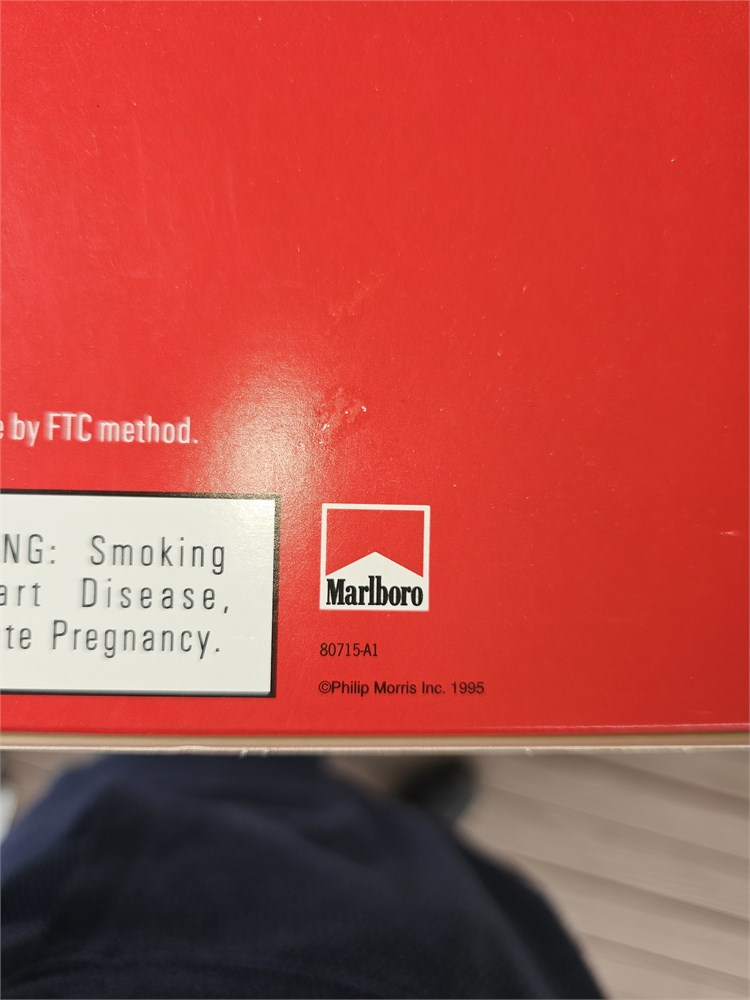 by FTC method.
NG: Smoking
art Disease,
te Pregnancy.
Marlboro
80715-A1
©Philip Morris Inc. 1995